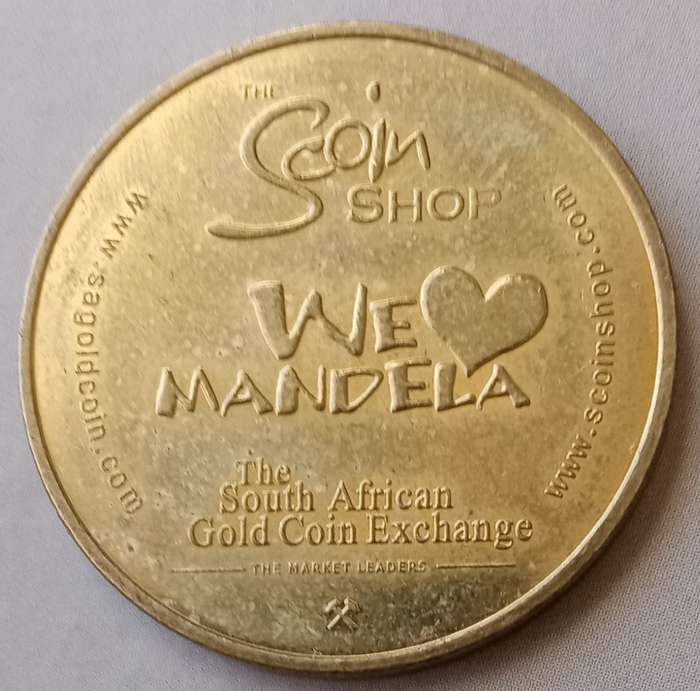 THE
Scoin
SHOP
WE
MANDELA
The
South African
Gold Coin Exchange
THE MARKET LEADERS
www.sagoldcoin.com
www.scoinshop.com